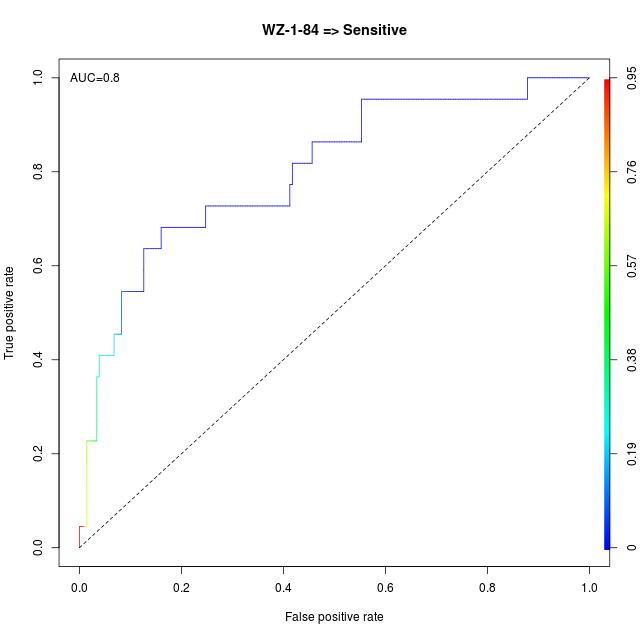 WZ-1-84 => Sensitive
AUC=0.8
True positive rate
1.0
0.8
0.6
0.4
0.2
0.0
0.0 0.2 0.4 0.6 0.8 1.0
False positive rate
0.95
0.76
0.57
0.38
0.19
0